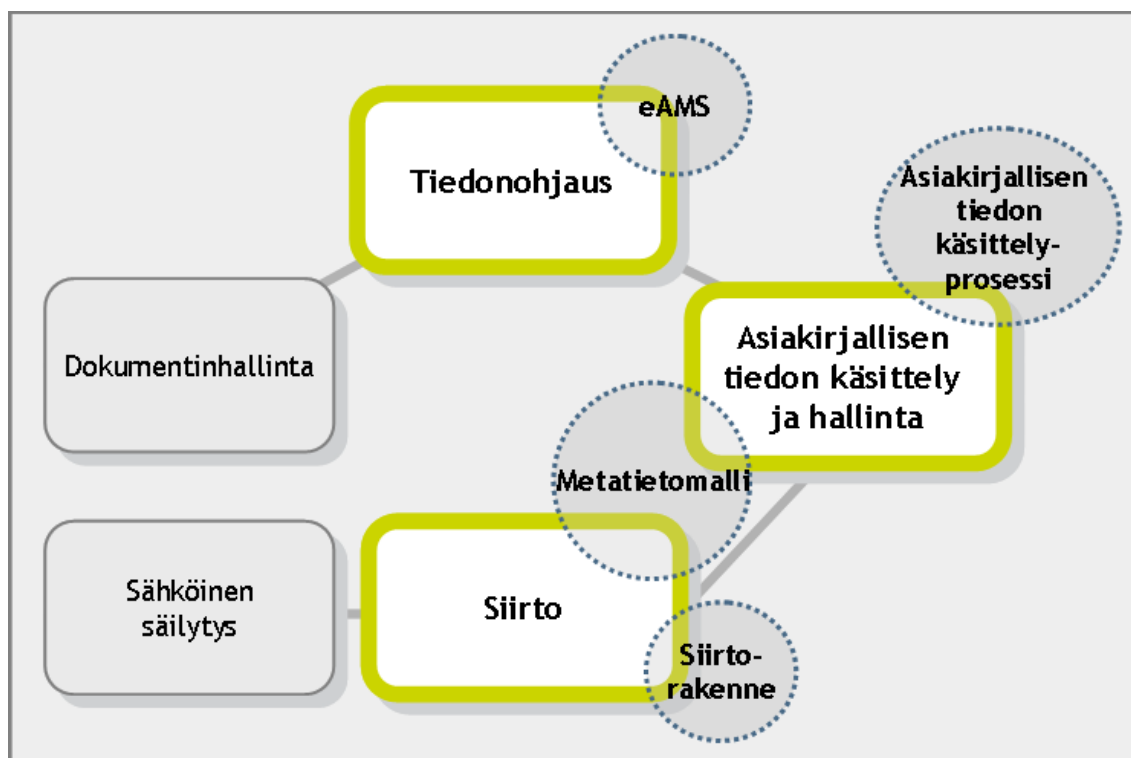 eAMS
Tiedonohjaus
Asiakirjallisen
tiedon
käsittely-
prosessi
Dokumentinhallinta
Asiakirjallisen
tiedon käsittely
ja hallinta
Metatietomalli
Sähköinen
säilytys
Siirto
Siirto-
rakenne